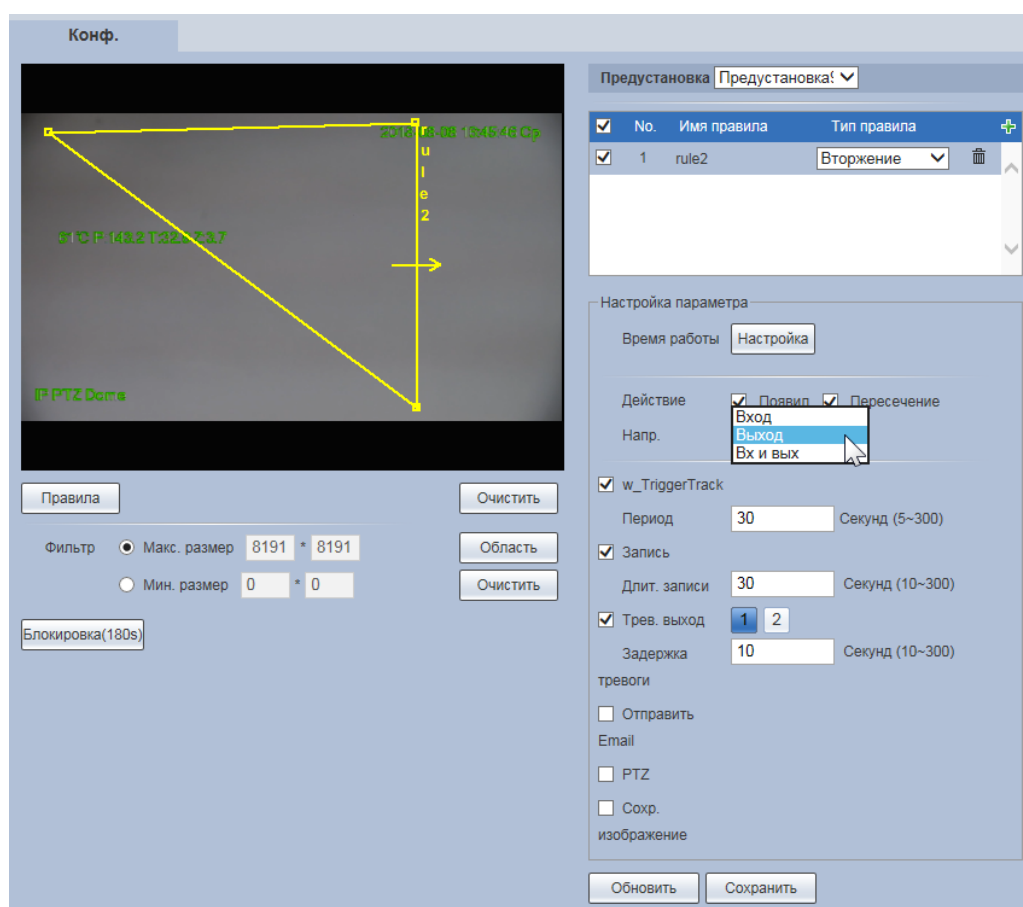 Конф.
Предустановка Предустановка
No. Имя правила Тип правила
1 rule2 Вторжение
rule2
IP PTZ Dome
Настройка параметра
Время работы Настройка
Действие Появил Пересечение
Напр.
Вход
Выход
Вх и вых
w_TriggerTrack
Период 30 Секунд (5~300)
Запись
Длит. записи 30 Секунд (10~300)
Трев. выход 1 2
Задержка 10 Секунд (10~300)
тревоги
Отправить
Email
PTZ
Сохр.
изображение
Обновить Сохранить
Правила Очистить
Фильтр Макс. размер 8191 * 8191 Область
Мин. размер 0 * 0 Очистить
Блокировка(180s)